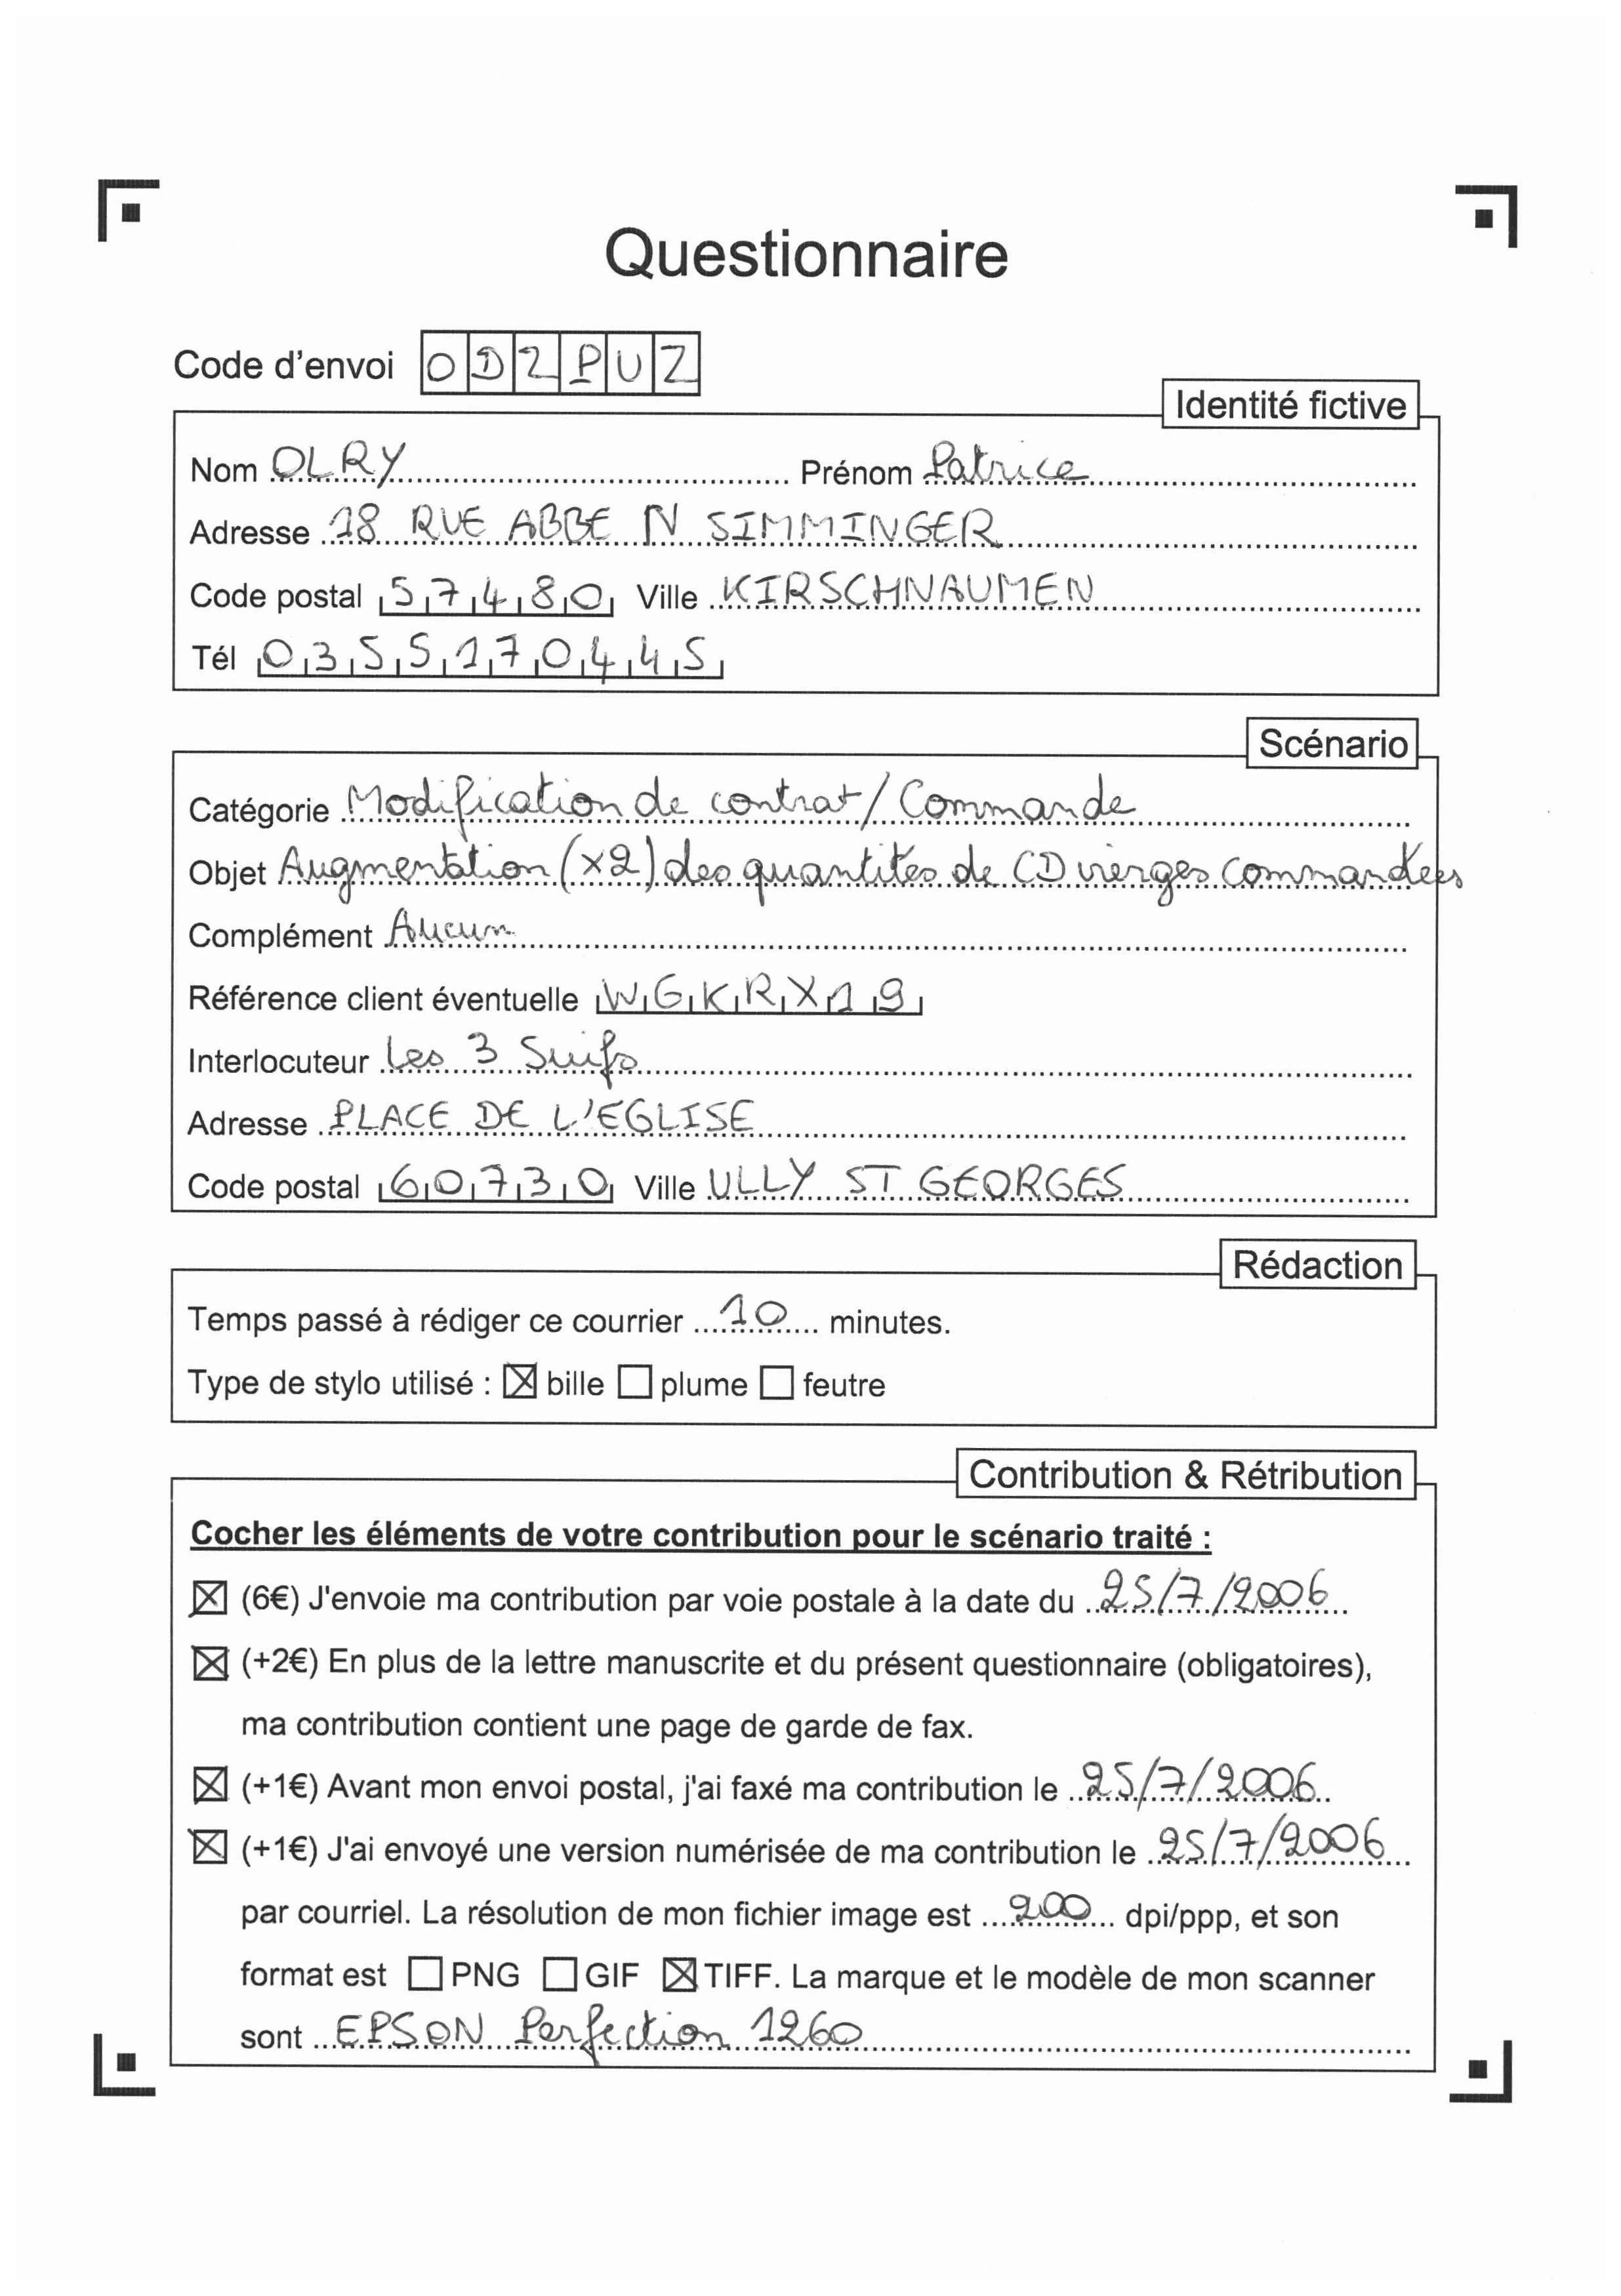 Questionnaire
Code d'envoi ODZPUZ
Identité fictive
Nom OLRY Prénom Patrice
Adresse 18 RUE ABBE N SIMMINGER
Code postal 57480 Ville KIRSCHNAUMEN
Tél 0355170445
Scénario
Catégorie Modification de contrat / Commande
Objet Augmentation (x2) des quantités de CD vierges commandées
Complément Aucun
Référence client éventuelle WGKRX19
Interlocuteur Les 3 Suifs
Adresse PLACE DE L'EGLISE
Code postal 60730 Ville ULLY ST GEORGES
Rédaction
Temps passé à rédiger ce courrier 10 minutes.
Type de stylo utilisé : ☒ bille ☐ plume ☐ feutre
Contribution & Rétribution
Cocher les éléments de votre contribution pour le scénario traité :
☒ (6€) J'envoie ma contribution par voie postale à la date du 25/7/2006
☒ (+2€) En plus de la lettre manuscrite et du présent questionnaire (obligatoires),
ma contribution contient une page de garde de fax.
☒ (+1€) Avant mon envoi postal, j'ai faxé ma contribution le 25/7/2006
☒ (+1€) J'ai envoyé une version numérisée de ma contribution le 25/7/2006
par courriel. La résolution de mon fichier image est 200 dpi/ppp, et son
format est ☐ PNG ☐ GIF ☒ TIFF. La marque et le modèle de mon scanner
sont EPSON Perfection 1260